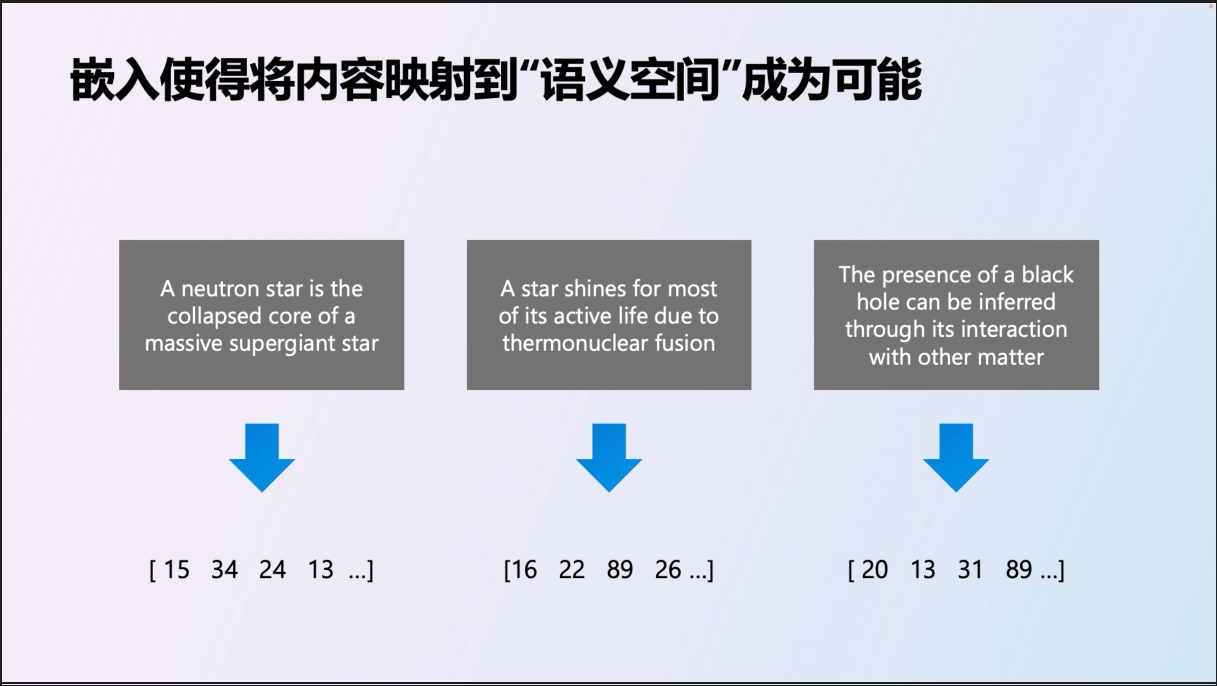 嵌入使得将内容映射到“语义空间”成为可能
A neutron star is the
collapsed core of a
massive supergiant star
A star shines for most
of its active life due to
thermonuclear fusion
The presence of a black
hole can be inferred
through its interaction
with other matter
[ 15 34 24 13 ...]
[16 22 89 26 ...]
[ 20 13 31 89 ...]